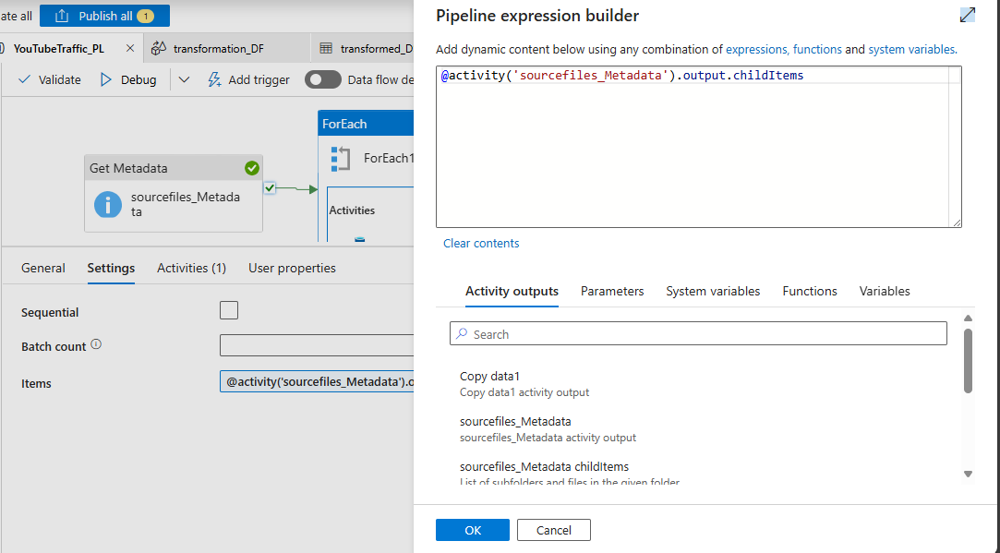 ate all
Publish all 1
YouTubeTraffic_PL
transformation_DF
transformed_D
Validate
Debug
Add trigger
Data flow de
ForEach
ForEach1
Activities
Get Metadata
sourcefiles_Metada
ta
General
Settings
Activities (1)
User properties
Sequential
Batch count
Items
@activity('sourcefiles_Metadata').o
Pipeline expression builder
Add dynamic content below using any combination of expressions, functions and system variables.
@activity('sourcefiles_Metadata').output.childItems
Clear contents
Activity outputs
Parameters
System variables
Functions
Variables
Search
Copy data1
Copy data1 activity output
sourcefiles_Metadata
sourcefiles_Metadata activity output
sourcefiles_Metadata childItems
List of subfolders and files in the given folder
OK
Cancel